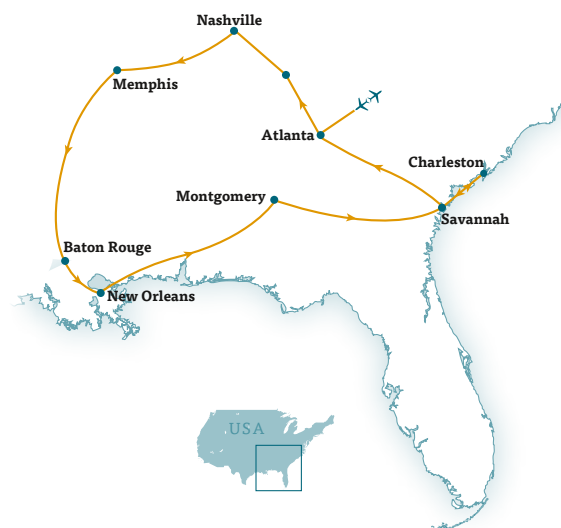 Nashville
Memphis
Atlanta
Charleston
Montgomery
Savannah
Baton Rouge
New Orleans
USA